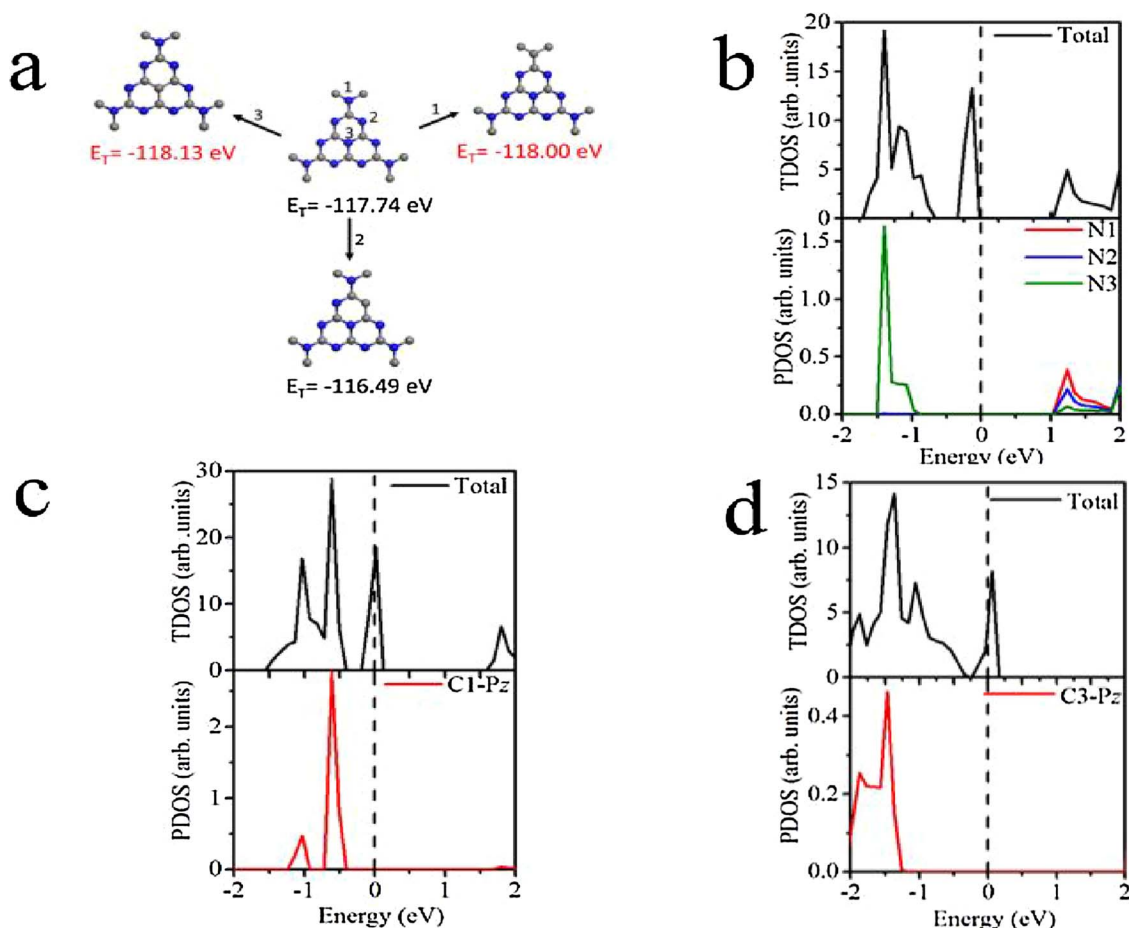 a
1
2
3
3
1
E_T= -118.13 eV
E_T= -118.00 eV
E_T= -117.74 eV
2
E_T= -116.49 eV
b
Total
20
15
10
5
0
TDOS (arb .units)
N1
N2
N3
1.5
1.0
0.5
0.0
PDOS (arb. units)
-2 -1 0 1 2
Energy (eV)
c
Total
30
20
10
0
TDOS (arb .units)
C1-Pz
2
1
0
PDOS (arb. units)
-2 -1 0 1 2
Energy (eV)
d
Total
15
10
5
0
TDOS (arb. units)
C3-Pz
0.4
0.2
0.0
PDOS (arb. units)
-2 -1 0 1 2
Energy (eV)